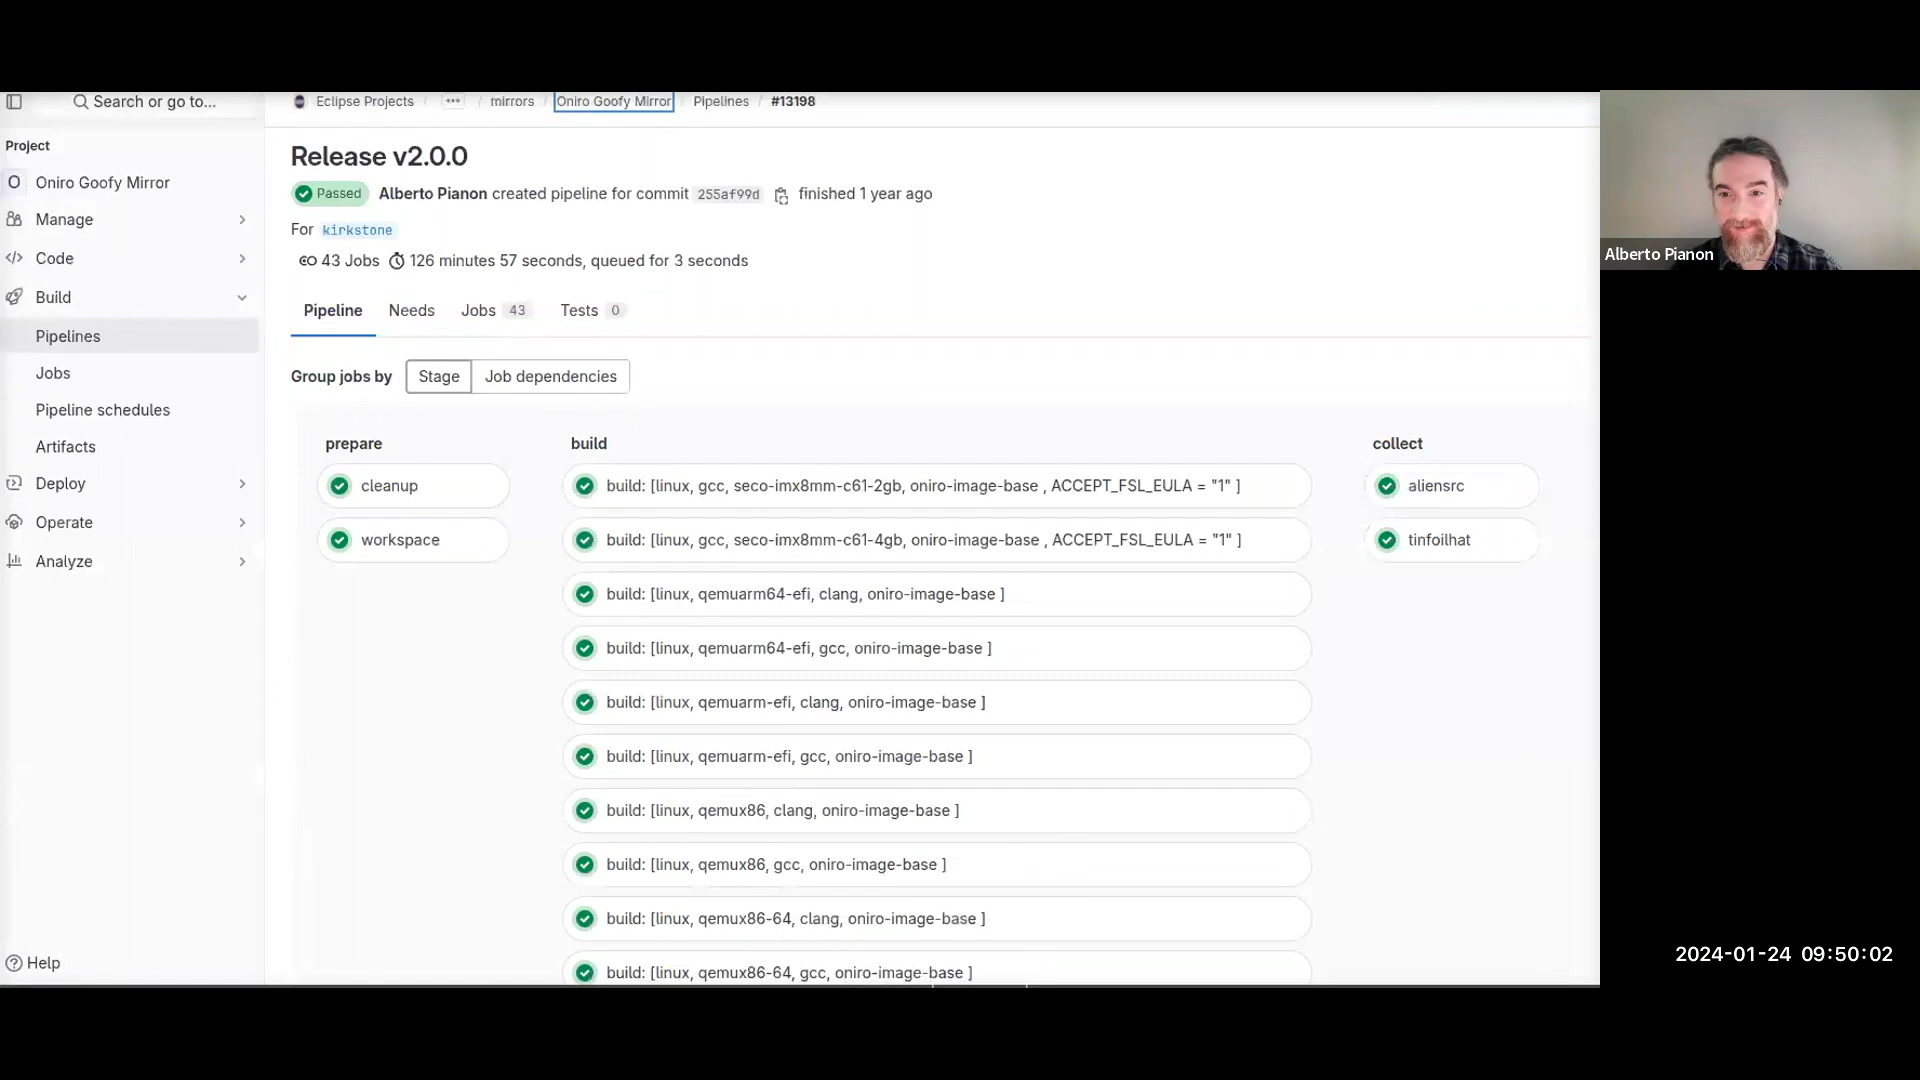 Search or go to...
Eclipse Projects / ... / mirrors / Oniro Goofy Mirror / Pipelines / #13198
Project
O Oniro Goofy Mirror
Manage
Code
Build
Pipelines
Jobs
Pipeline schedules
Artifacts
Deploy
Operate
Analyze
Help
Release v2.0.0
Passed Alberto Pianon created pipeline for commit 255af99d finished 1 year ago
For kirkstone
43 Jobs 126 minutes 57 seconds, queued for 3 seconds
Pipeline Needs Jobs 43 Tests 0
Group jobs by Stage Job dependencies
prepare
cleanup
workspace
build
build: [linux, gcc, seco-imx8mm-c61-2gb, oniro-image-base , ACCEPT_FSL_EULA = "1" ]
build: [linux, gcc, seco-imx8mm-c61-4gb, oniro-image-base , ACCEPT_FSL_EULA = "1" ]
build: [linux, qemuarm64-efi, clang, oniro-image-base ]
build: [linux, qemuarm64-efi, gcc, oniro-image-base ]
build: [linux, qemuarm-efi, clang, oniro-image-base ]
build: [linux, qemuarm-efi, gcc, oniro-image-base ]
build: [linux, qemux86, clang, oniro-image-base ]
build: [linux, qemux86, gcc, oniro-image-base ]
build: [linux, qemux86-64, clang, oniro-image-base ]
build: [linux, qemux86-64, gcc, oniro-image-base ]
collect
aliensrc
tinfoilhat
Alberto Pianon
2024-01-24 09:50:02